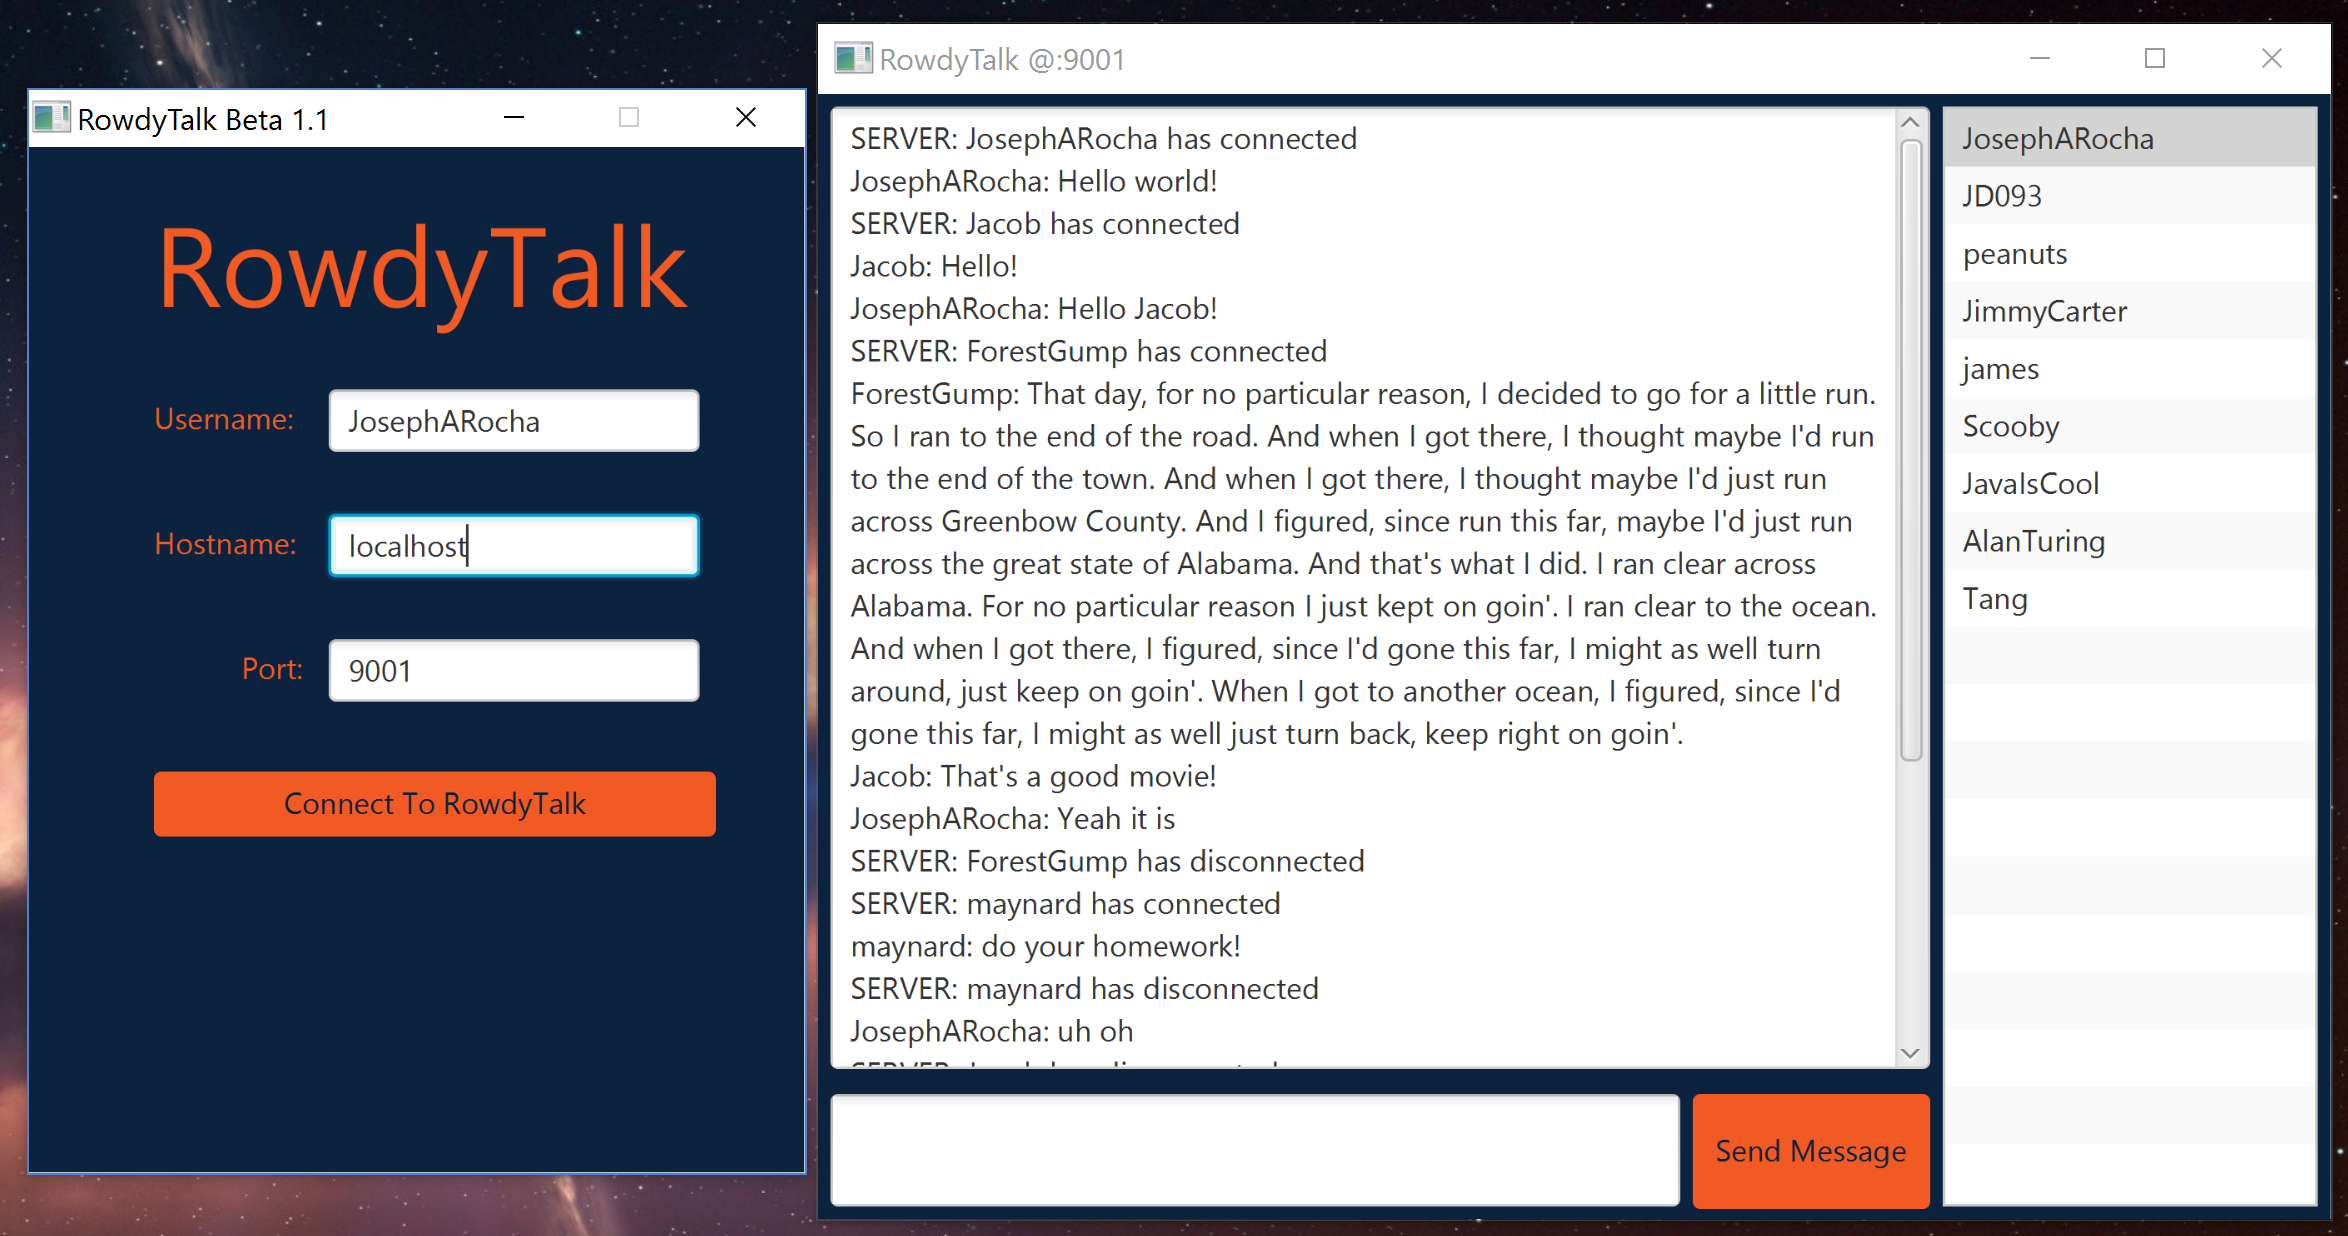 RowdyTalk Beta 1.1
RowdyTalk
Username:
JosephARocha
Hostname:
localhost
Port:
9001
Connect To RowdyTalk
RowdyTalk @:9001
SERVER: JosephARocha has connected
JosephARocha: Hello world!
SERVER: Jacob has connected
Jacob: Hello!
JosephARocha: Hello Jacob!
SERVER: ForestGump has connected
ForestGump: That day, for no particular reason, I decided to go for a little run.
So I ran to the end of the road. And when I got there, I thought maybe I'd run
to the end of the town. And when I got there, I thought maybe I'd just run
across Greenbow County. And I figured, since run this far, maybe I'd just run
across the great state of Alabama. And that's what I did. I ran clear across
Alabama. For no particular reason I just kept on goin'. I ran clear to the ocean.
And when I got there, I figured, since I'd gone this far, I might as well turn
around, just keep on goin'. When I got to another ocean, I figured, since I'd
gone this far, I might as well just turn back, keep right on goin'.
Jacob: That's a good movie!
JosephARocha: Yeah it is
SERVER: ForestGump has disconnected
SERVER: maynard has connected
maynard: do your homework!
SERVER: maynard has disconnected
JosephARocha: uh oh
Send Message
JosephARocha
JD093
peanuts
JimmyCarter
james
Scooby
JavaIsCool
AlanTuring
Tang